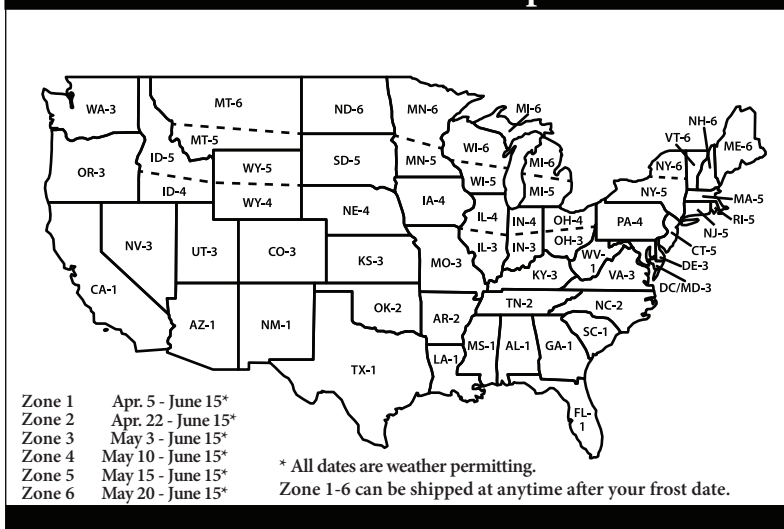 WA-3
MT-6
ND-6
MN-6
MI-6
NH-6
VT-6
ME-6
MT-5
WI-6
MI-6
NY-6
OR-3
ID-5
WY-5
SD-5
MN-5
WI-5
MI-5
NY-5
MA-5
ID-4
WY-4
IA-4
RI-5
NE-4
IL-4
IN-4
OH-4
PA-4
NJ-5
NV-3
UT-3
CO-3
IL-3
IN-3
OH-3
CT-5
KS-3
MO-3
WV-
1
DE-3
CA-1
KY-3
VA-3
DC/MD-3
OK-2
TN-2
NC-2
AZ-1
NM-1
AR-2
SC-1
TX-1
LA-1
MS-1
AL-1
GA-1
FL-
1
Zone 1 Apr. 5 - June 15*
Zone 2 Apr. 22 - June 15*
Zone 3 May 3 - June 15*
Zone 4 May 10 - June 15*
Zone 5 May 15 - June 15*
Zone 6 May 20 - June 15*
* All dates are weather permitting.
Zone 1-6 can be shipped at anytime after your frost date.